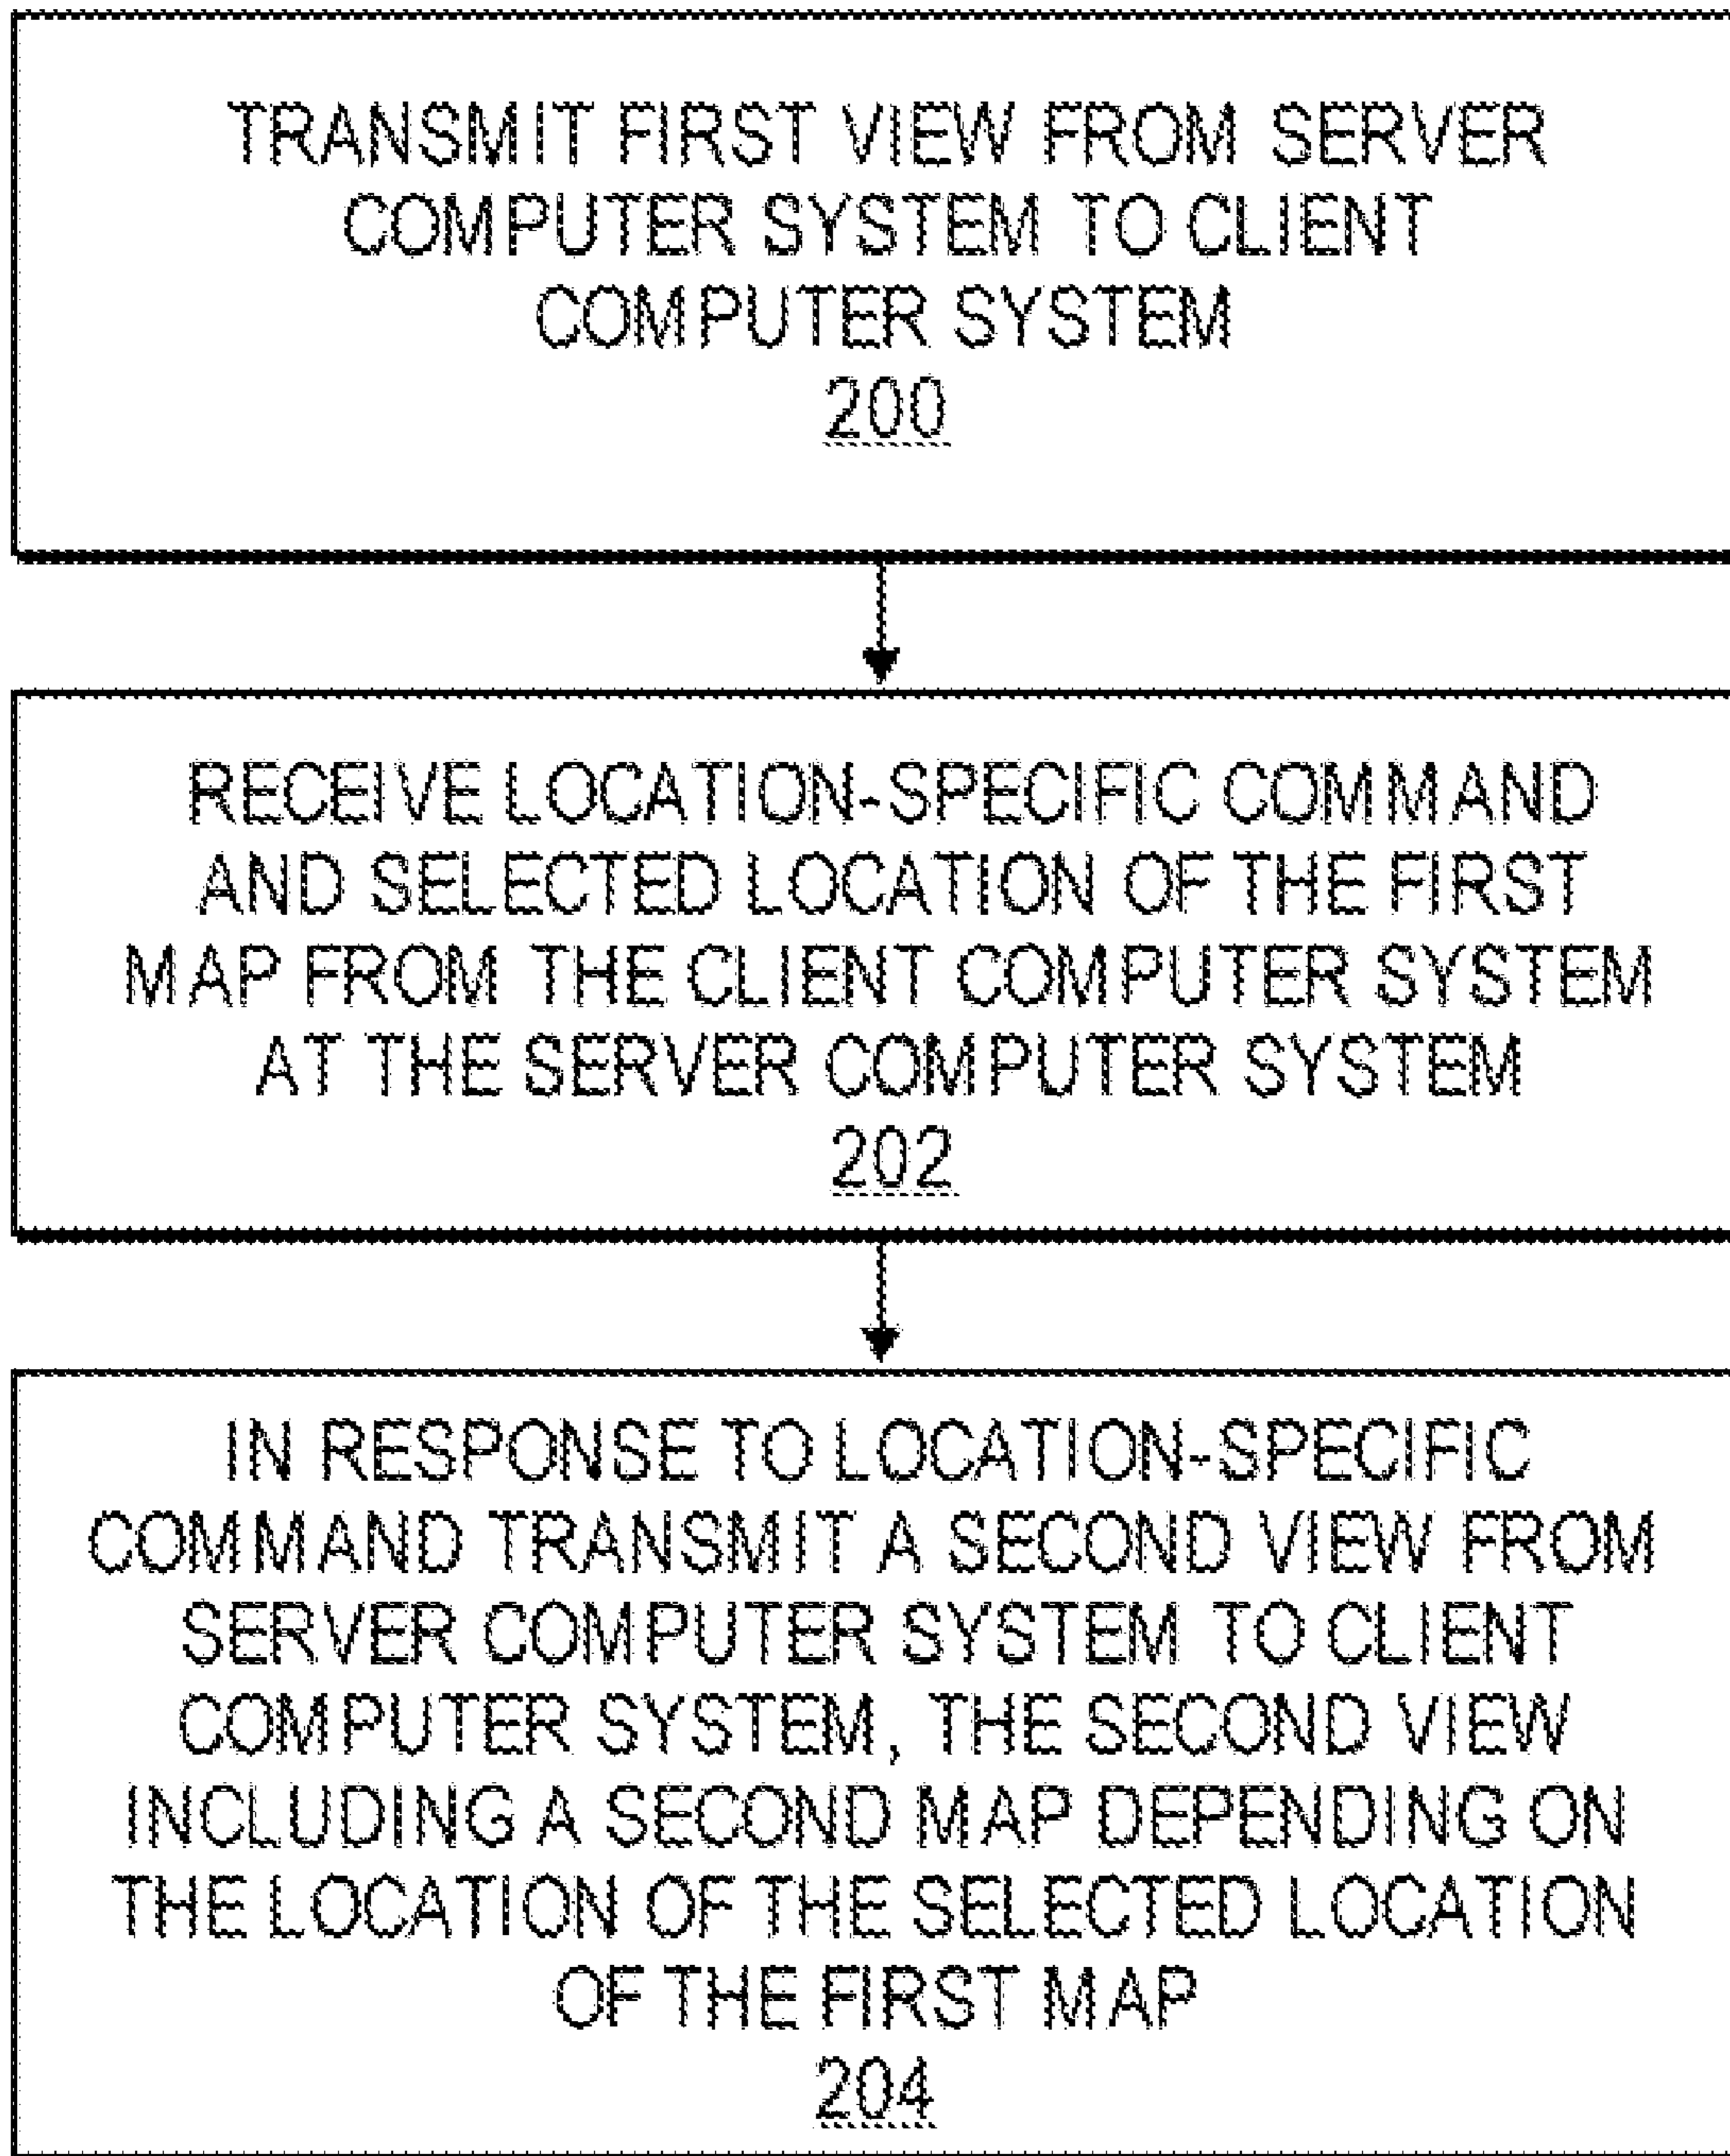 TRANSMIT FIRST VIEW FROM SERVER
COMPUTER SYSTEM TO CLIENT
COMPUTER SYSTEM
200
RECEIVE LOCATION-SPECIFIC COMMAND
AND SELECTED LOCATION OF THE FIRST
MAP FROM THE CLIENT COMPUTER SYSTEM
AT THE SERVER COMPUTER SYSTEM
202
IN RESPONSE TO LOCATION-SPECIFIC
COMMAND TRANSMIT A SECOND VIEW FROM
SERVER COMPUTER SYSTEM TO CLIENT
COMPUTER SYSTEM, THE SECOND VIEW
INCLUDING A SECOND MAP DEPENDING ON
THE LOCATION OF THE SELECTED LOCATION
OF THE FIRST MAP
204